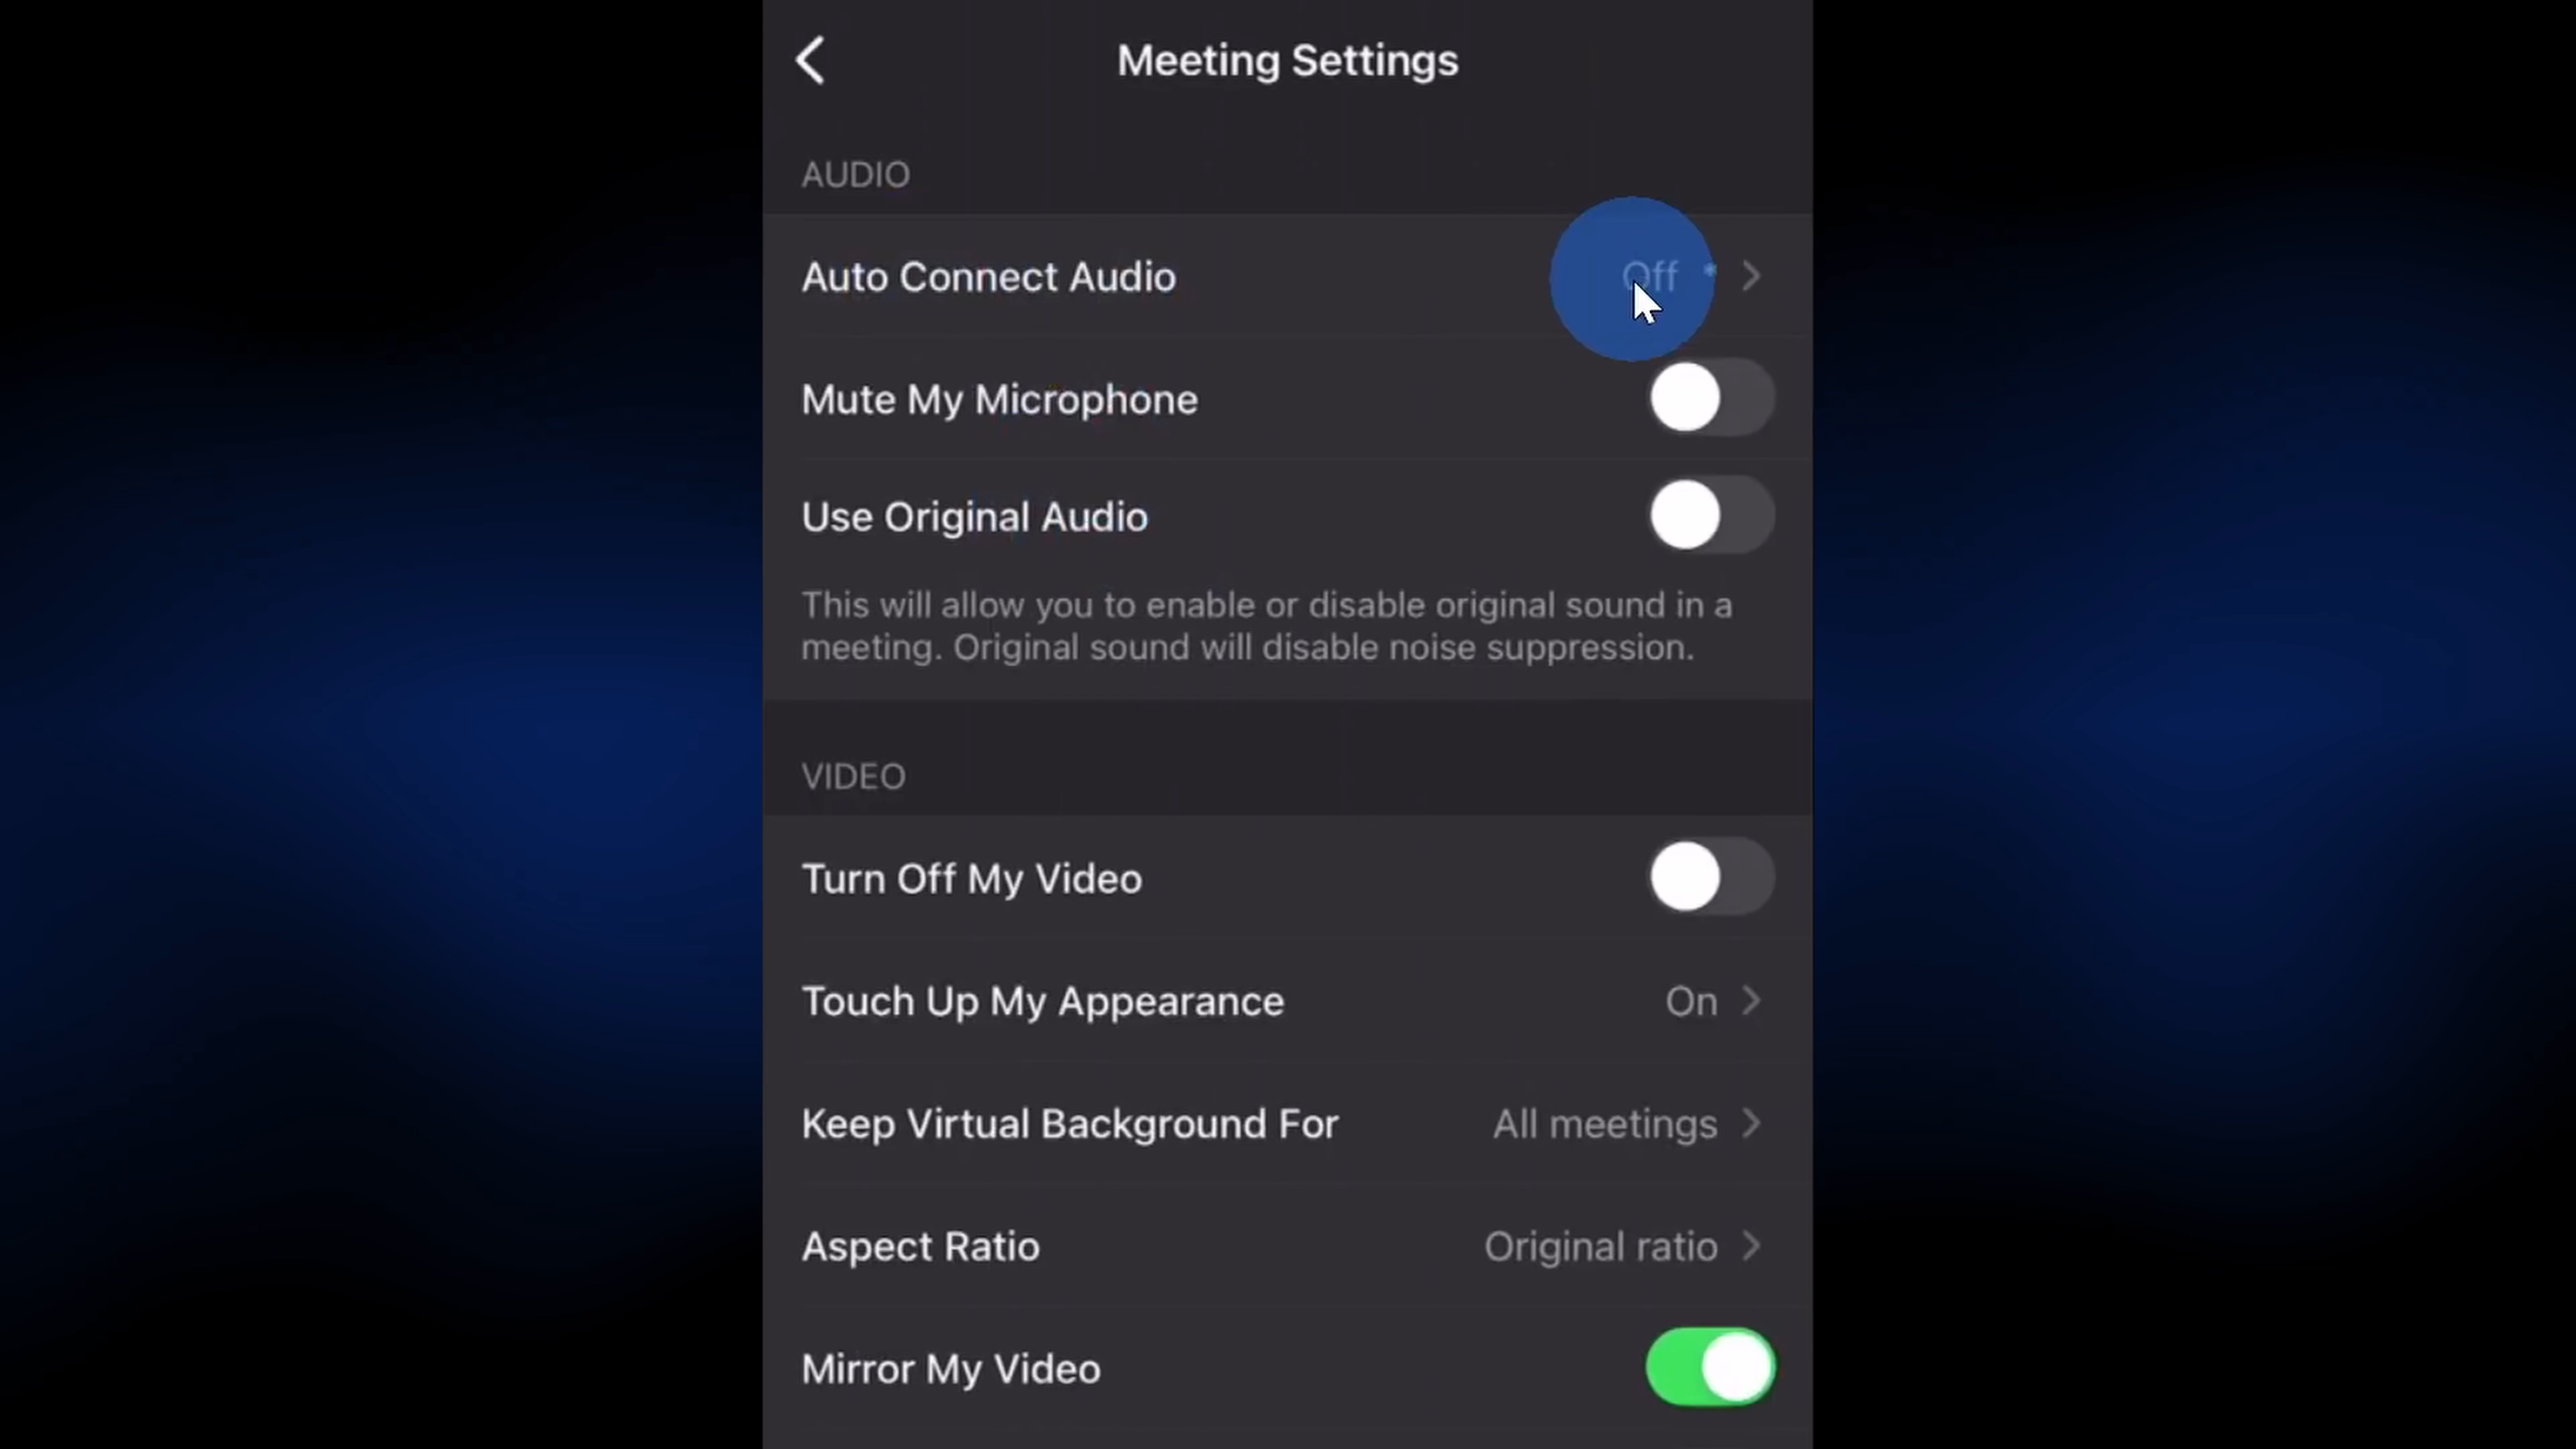 Meeting Settings
AUDIO
Auto Connect Audio Off
Mute My Microphone
Use Original Audio
This will allow you to enable or disable original sound in a
meeting. Original sound will disable noise suppression.
VIDEO
Turn Off My Video
Touch Up My Appearance On
Keep Virtual Background For All meetings
Aspect Ratio Original ratio
Mirror My Video